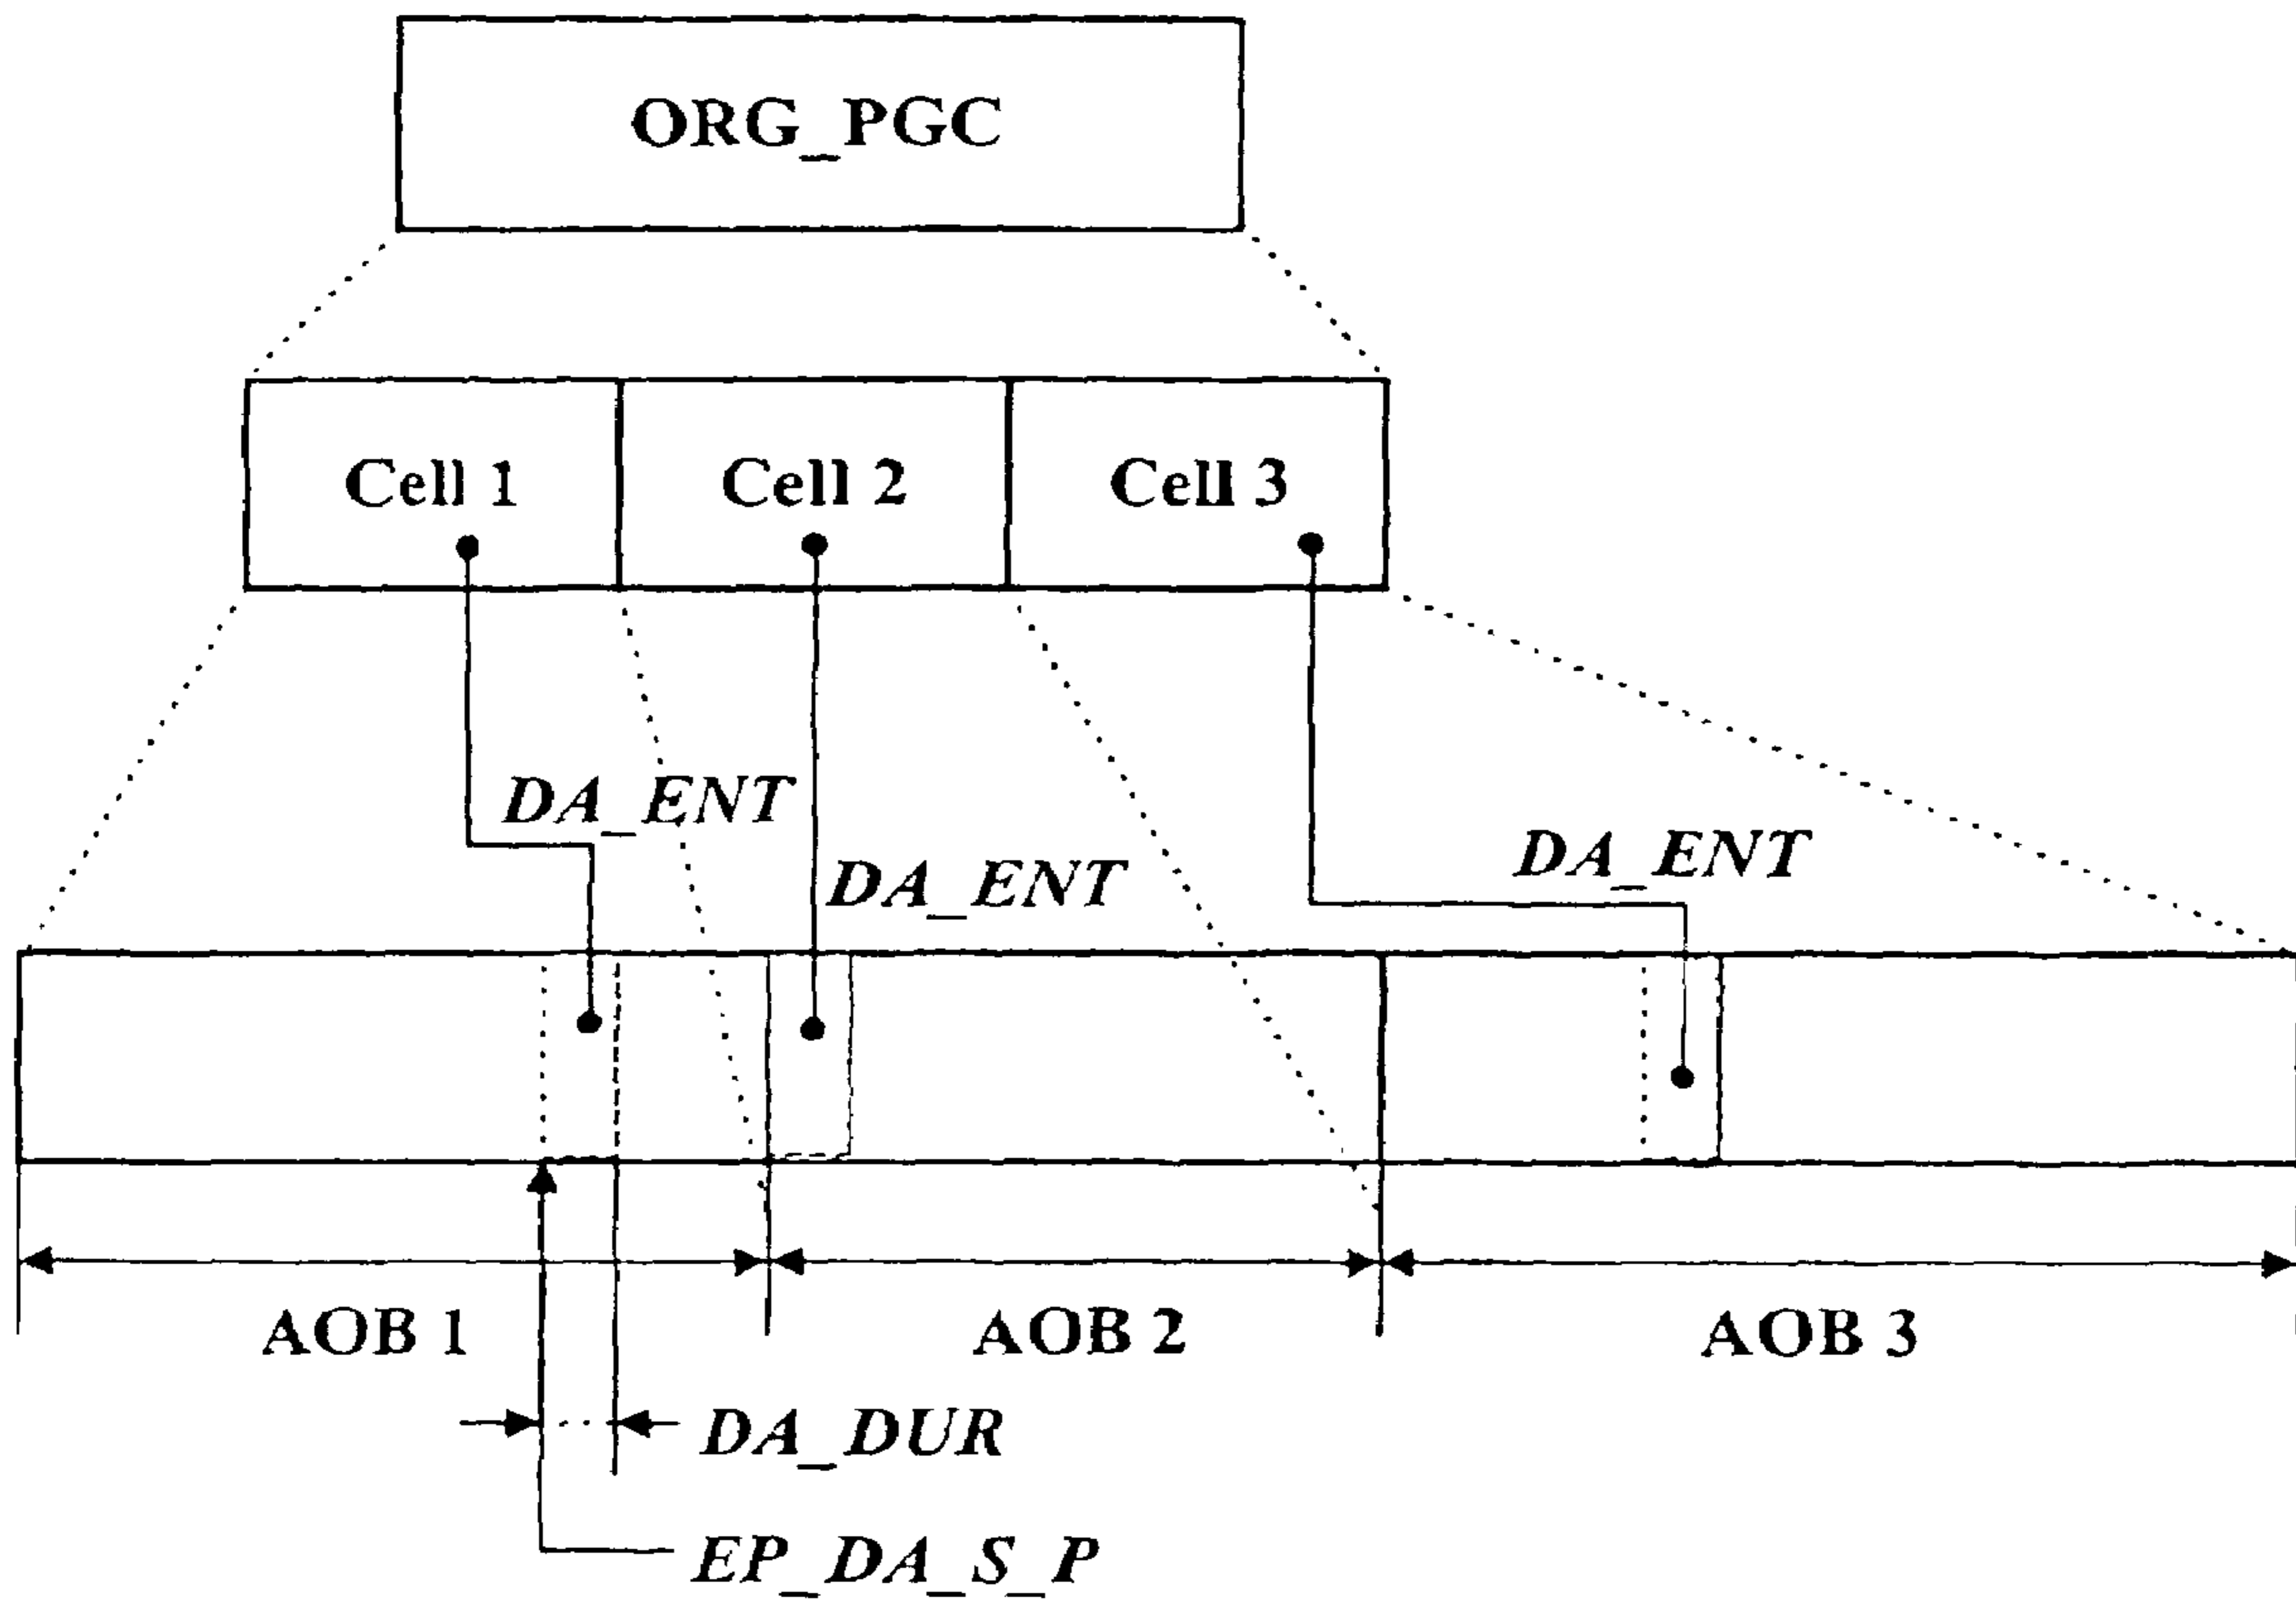 ORG_PGC
Cell 1
Cell 2
Cell 3
DA_ENT
DA_ENT
DA_ENT
AOB 1
AOB 2
AOB 3
DA_DUR
EP_DA_S_P